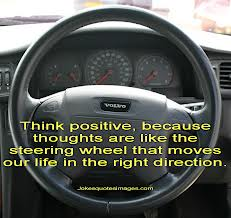 VOLVO
Think positive, because
thoughts are like the
steering wheel that moves
our life in the right direction.
Jokesquotesimages.com